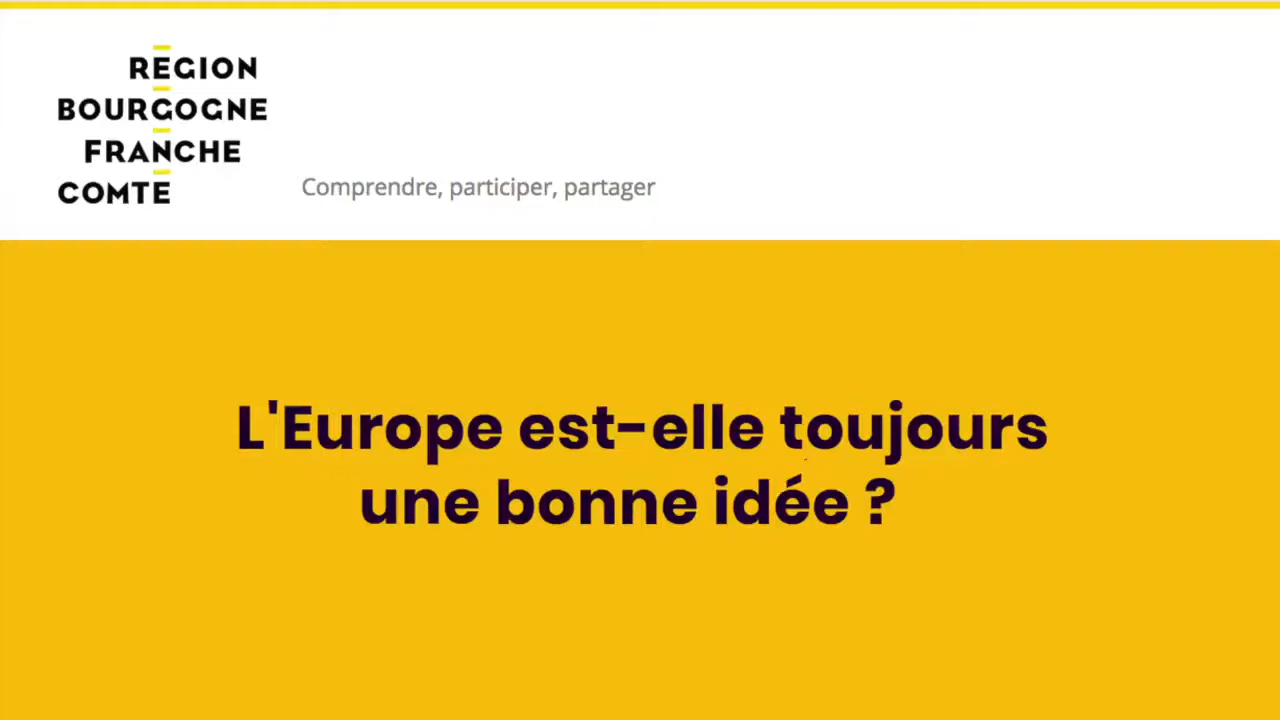 REGION
BOURGOGNE
FRANCHE
COMTE
Comprendre, participer, partager
L'Europe est-elle toujours
une bonne idée ?